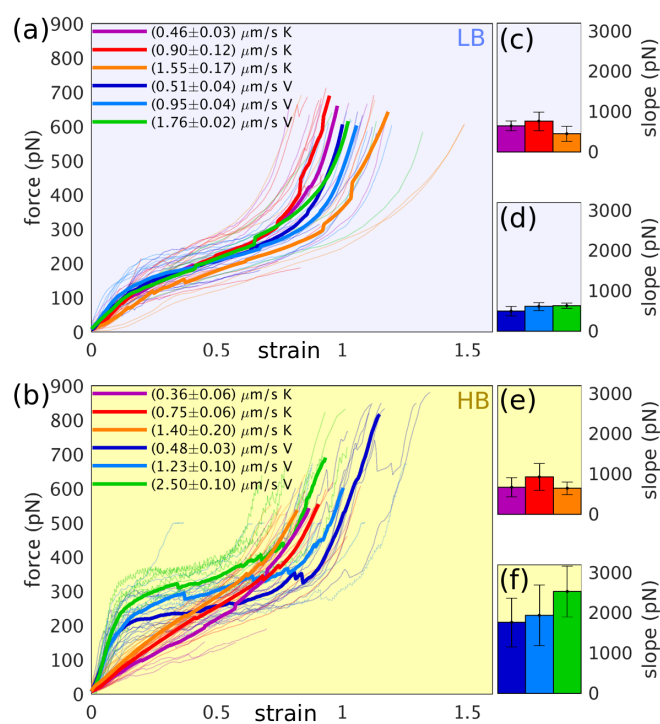 (a)
900
800
700
600
500
400
300
200
100
0
force (pN)
(0.46±0.03) μm/s K
(0.90±0.12) μm/s K
(1.55±0.17) μm/s K
(0.51±0.04) μm/s V
(0.95±0.04) μm/s V
(1.76±0.02) μm/s V
LB
0
0.5
strain
1
1.5
(c)
3000
2000
1000
0
slope (pN)
(d)
3000
2000
1000
0
slope (pN)
(b)
900
800
700
600
500
400
300
200
100
0
force (pN)
(0.36±0.06) μm/s K
(0.75±0.06) μm/s K
(1.40±0.20) μm/s K
(0.48±0.03) μm/s V
(1.23±0.10) μm/s V
(2.50±0.10) μm/s V
HB
0
0.5
strain
1
1.5
(e)
3000
2000
1000
0
slope (pN)
(f)
3000
2000
1000
0
slope (pN)